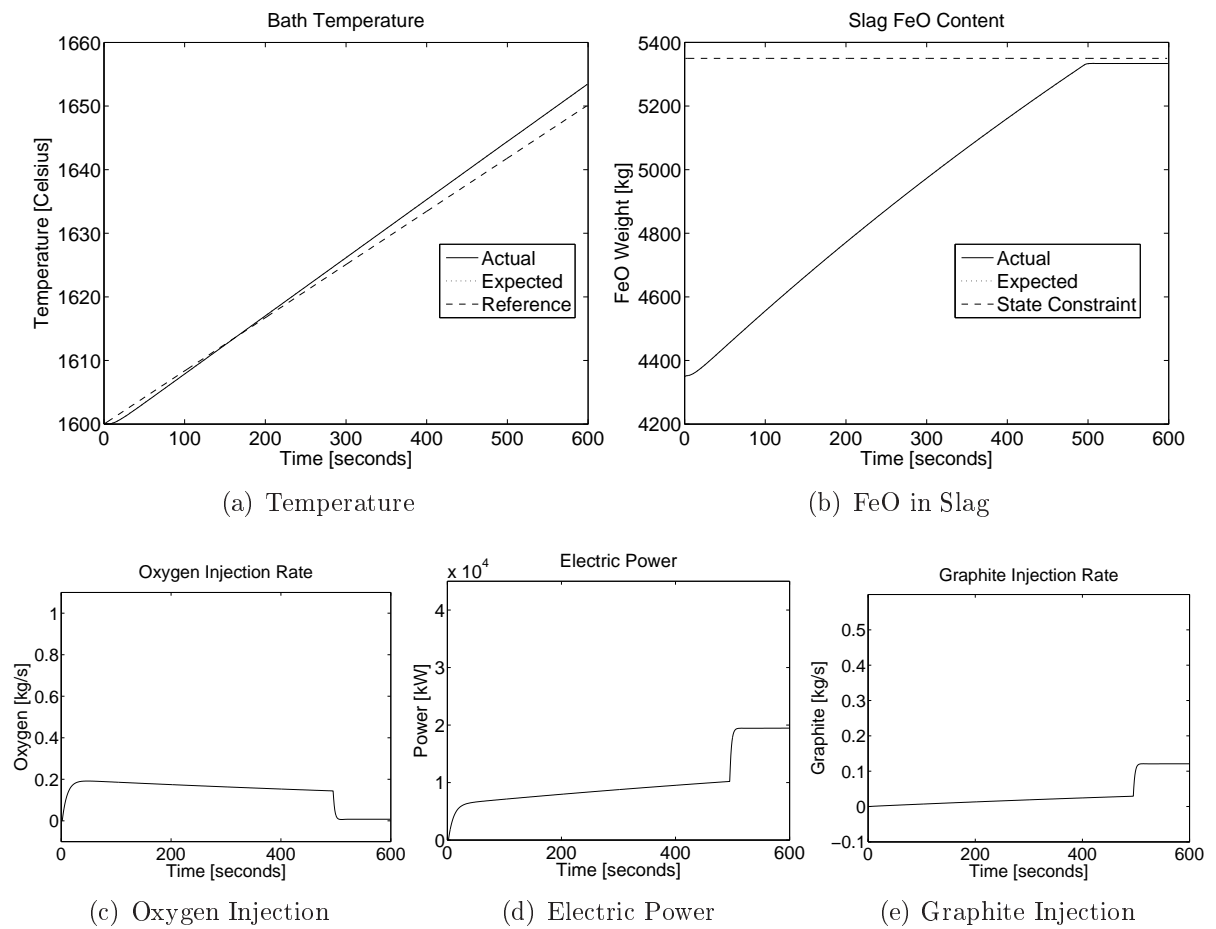 Bath Temperature
1660
1650
1640
1630
1620
1610
1600
Temperature [Celsius]
Actual
Expected
Reference
0 100 200 300 400 500 600
Time [seconds]
(a) Temperature
Slag FeO Content
5400
5200
5000
4800
4600
4400
4200
FeO Weight [kg]
Actual
Expected
State Constraint
0 100 200 300 400 500 600
Time [seconds]
(b) FeO in Slag
Oxygen Injection Rate
1
0.8
0.6
0.4
0.2
0
Oxygen [kg/s]
0 200 400 600
Time [seconds]
(c) Oxygen Injection
Electric Power
x 10^4
4
3
2
1
0
Power [kW]
0 200 400 600
Time [seconds]
(d) Electric Power
Graphite Injection Rate
0.5
0.4
0.3
0.2
0.1
0
−0.1
Graphite [kg/s]
0 200 400 600
Time [seconds]
(e) Graphite Injection